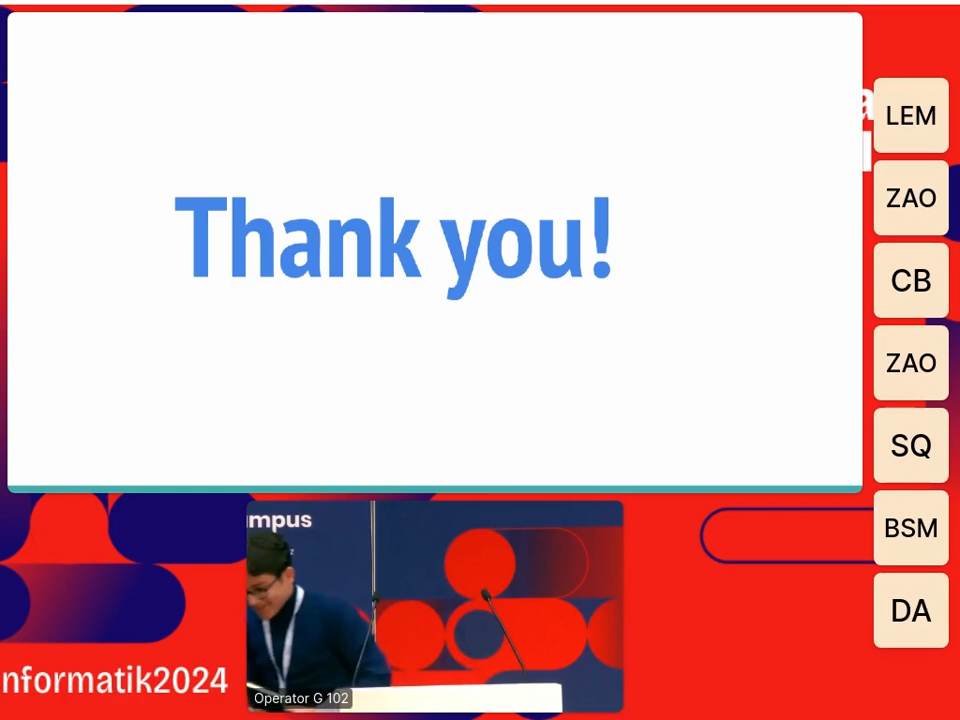 Thank you!
LEM
ZAO
CB
ZAO
SQ
BSM
DA
mpus
Operator G 102
nformatik2024